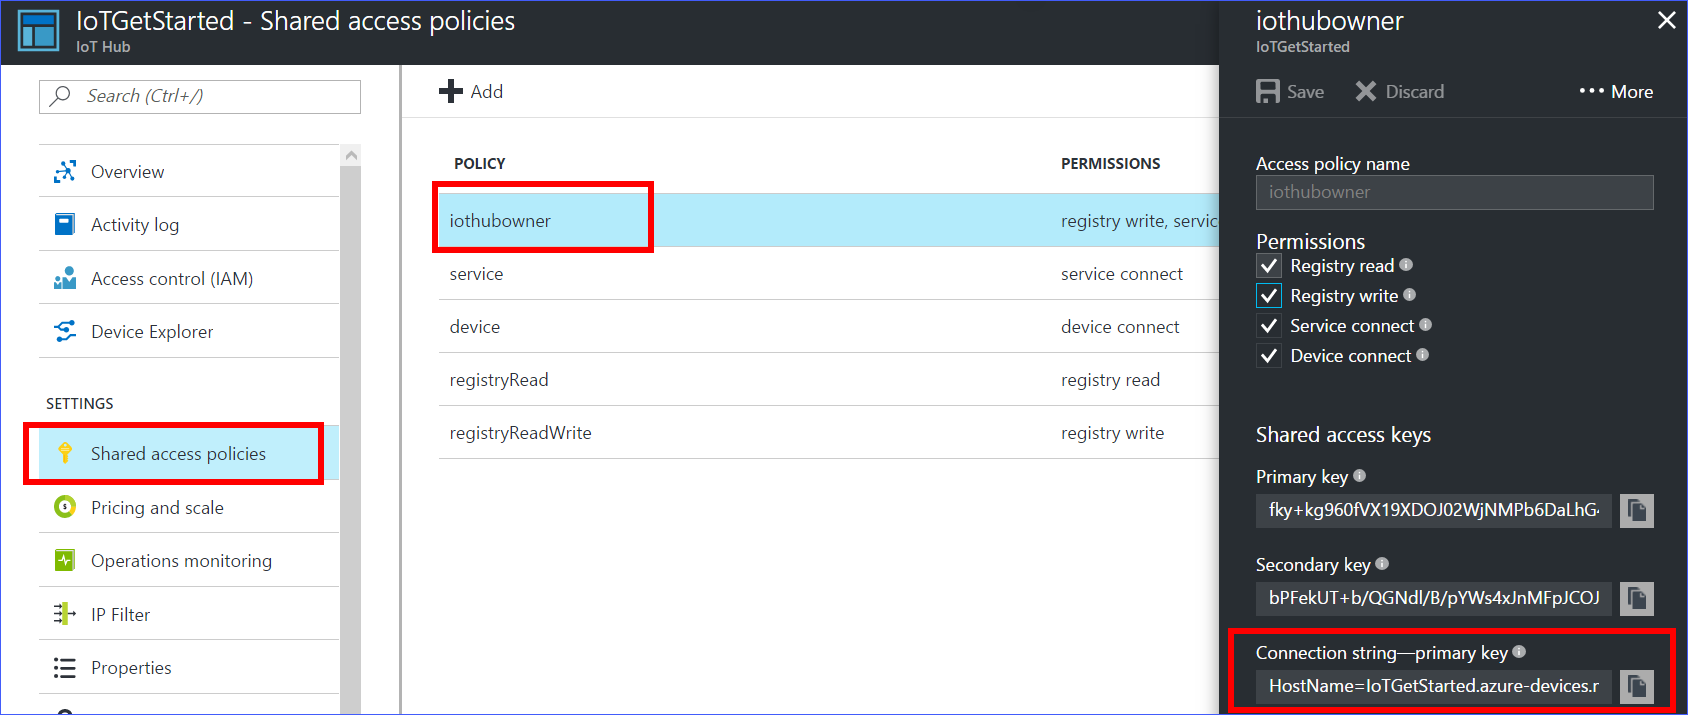 IoTGetStarted - Shared access policies
IoT Hub
Search (Ctrl+/)
Overview
Activity log
Access control (IAM)
Device Explorer
SETTINGS
Shared access policies
Pricing and scale
Operations monitoring
IP Filter
Properties
Add
POLICY PERMISSIONS
iothubowner registry write, servic
service service connect
device device connect
registryRead registry read
registryReadWrite registry write
iothubowner
IoTGetStarted
Save Discard ••• More
Access policy name
iothubowner
Permissions
Registry read
Registry write
Service connect
Device connect
Shared access keys
Primary key
fky+kg960fVX19XDOJ02WjNMPb6DaLhG4
Secondary key
bPFekUT+b/QGNdl/B/pYWs4xJnMFpJCOJ
Connection string—primary key
HostName=IoTGetStarted.azure-devices.r